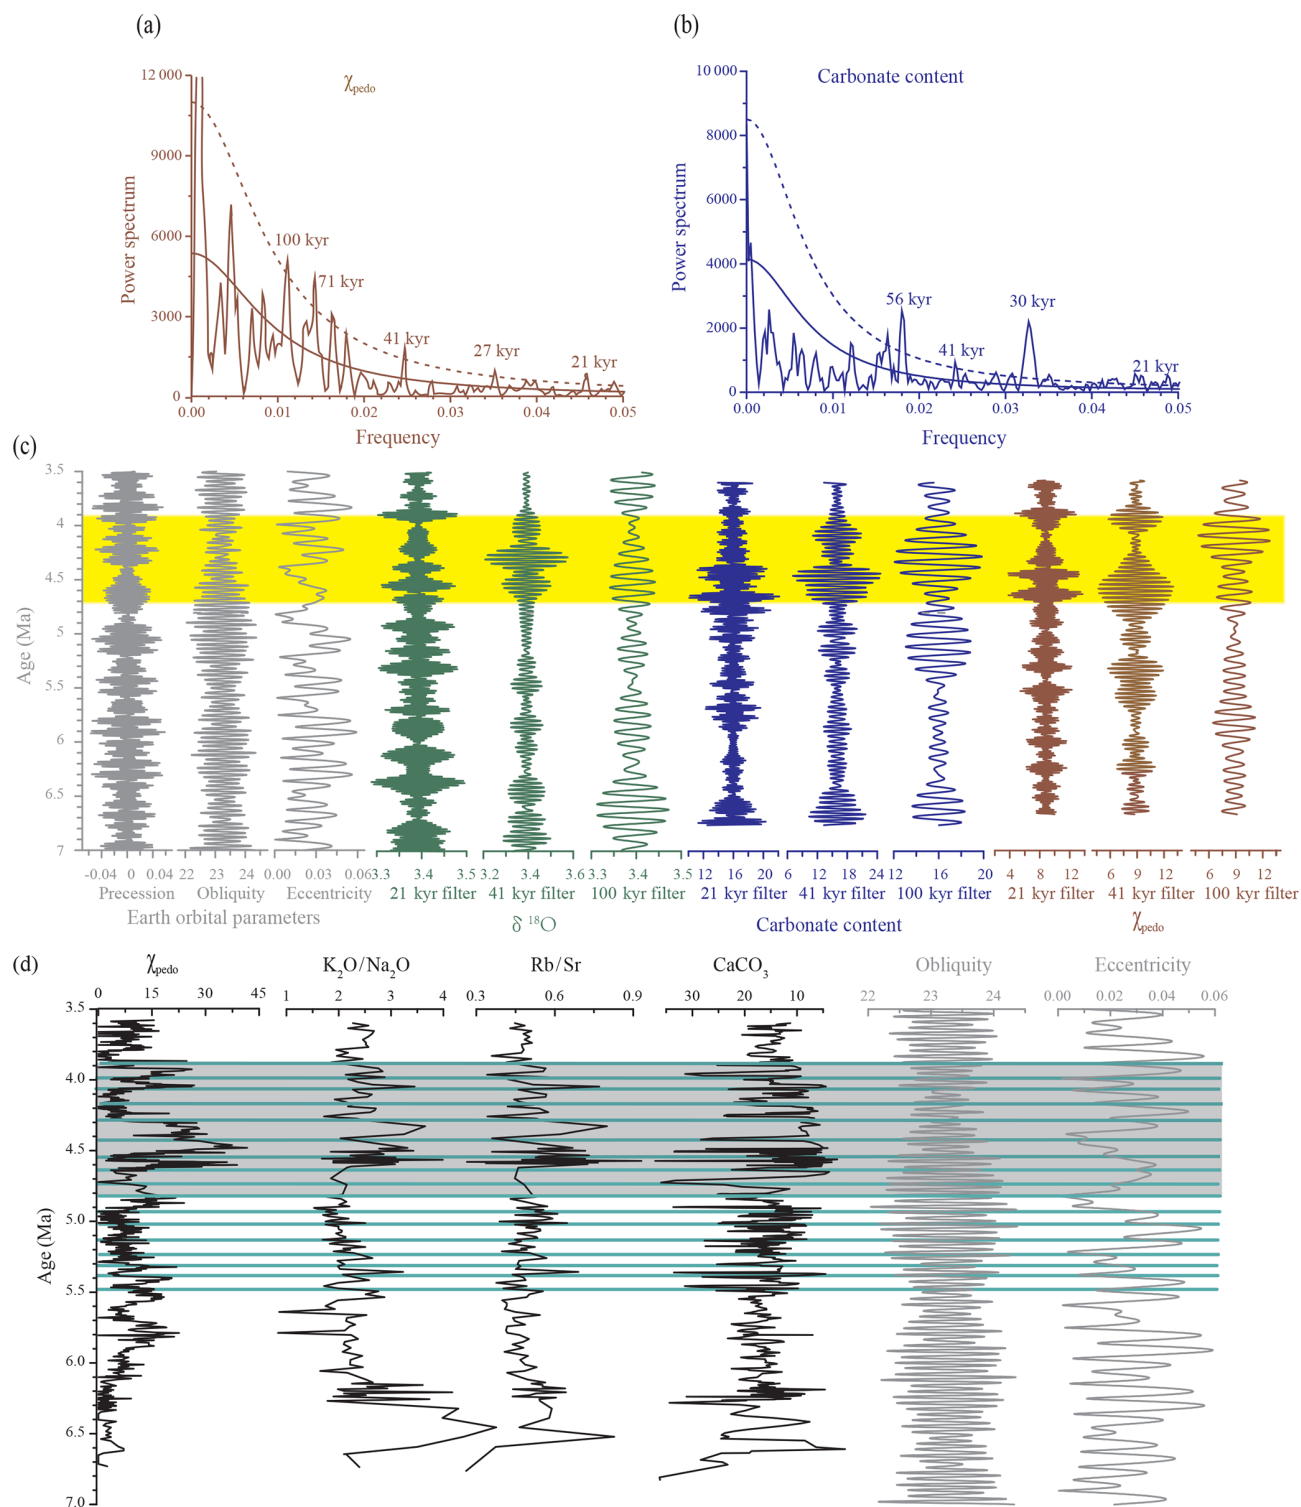 (a)
(b)
χpedo
Carbonate content
12 000
9000
6000
3000
0
Power spectrum
100 kyr
71 kyr
41 kyr
27 kyr
21 kyr
0.00 0.01 0.02 0.03 0.04 0.05
Frequency
10 000
8000
6000
4000
2000
0
Power spectrum
56 kyr
30 kyr
41 kyr
21 kyr
0.00 0.01 0.02 0.03 0.04 0.05
Frequency
(c)
3.5
4
4.5
5
5.5
6
6.5
7
Age (Ma)
-0.04 0 0.04 22 23 24 0.00 0.03 0.06 3.3 3.4 3.5 3.2 3.4 3.6 3.3 3.4 3.5 12 16 20 6 12 18 24 12 16 20 4 8 12 6 9 12 6 9 12
Precession Obliquity Eccentricity 21 kyr filter 41 kyr filter 100 kyr filter 21 kyr filter 41 kyr filter 100 kyr filter 21 kyr filter 41 kyr filter 100 kyr filter
Earth orbital parameters δ 18O Carbonate content χpedo
(d)
χpedo K2O/Na2O Rb/Sr CaCO3 Obliquity Eccentricity
0 15 30 45 1 2 3 4 0.3 0.6 0.9 30 20 10 22 23 24 0.00 0.02 0.04 0.06
3.5
4.0
4.5
5.0
5.5
6.0
6.5
7.0
Age (Ma)